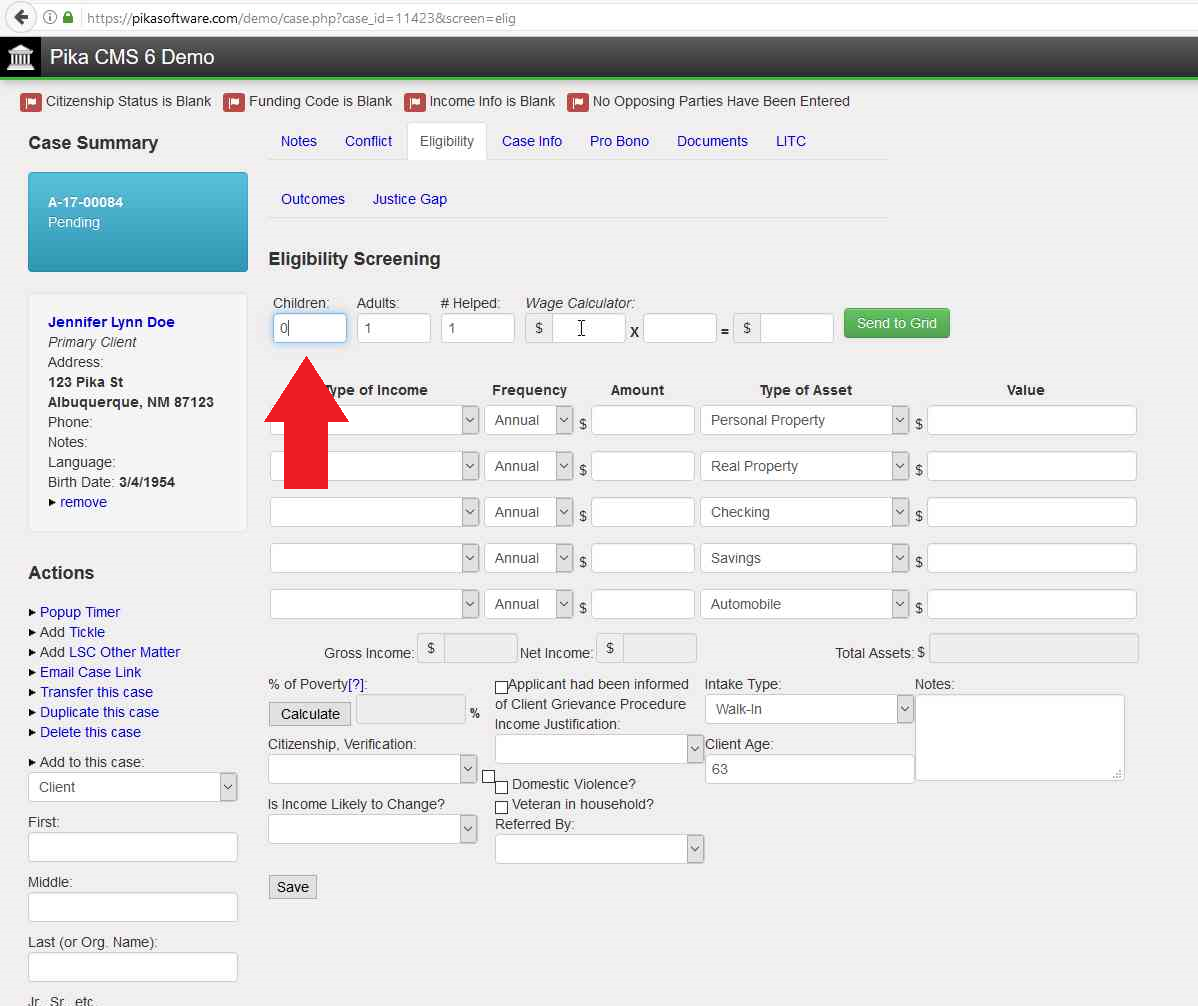 https://pikasoftware.com/demo/case.php?case_id=11423&screen=elig
Pika CMS 6 Demo
Citizenship Status is Blank Funding Code is Blank Income Info is Blank No Opposing Parties Have Been Entered
Case Summary
A-17-00084
Pending
Jennifer Lynn Doe
Primary Client
Address:
123 Pika St
Albuquerque, NM 87123
Phone:
Notes:
Language:
Birth Date: 3/4/1954
remove
Actions
Popup Timer
Add Tickle
Add LSC Other Matter
Email Case Link
Transfer this case
Duplicate this case
Delete this case
Add to this case:
Client
First:
Middle:
Last (or Org. Name):
Jr., Sr., etc.
Notes Conflict Eligibility Case Info Pro Bono Documents LITC
Outcomes Justice Gap
Eligibility Screening
Children: Adults: # Helped: Wage Calculator:
0 1 1 $ x = $ Send to Grid
Type of Income Frequency Amount Type of Asset Value
Annual $ Personal Property $
Annual $ Real Property $
Annual $ Checking $
Annual $ Savings $
Annual $ Automobile $
Gross Income: $ Net Income: $ Total Assets: $
% of Poverty[?]:
Calculate %
Citizenship, Verification:
Is Income Likely to Change?
Applicant had been informed
of Client Grievance Procedure
Income Justification:
Domestic Violence?
Veteran in household?
Referred By:
Intake Type:
Walk-In
Client Age:
63
Notes:
Save